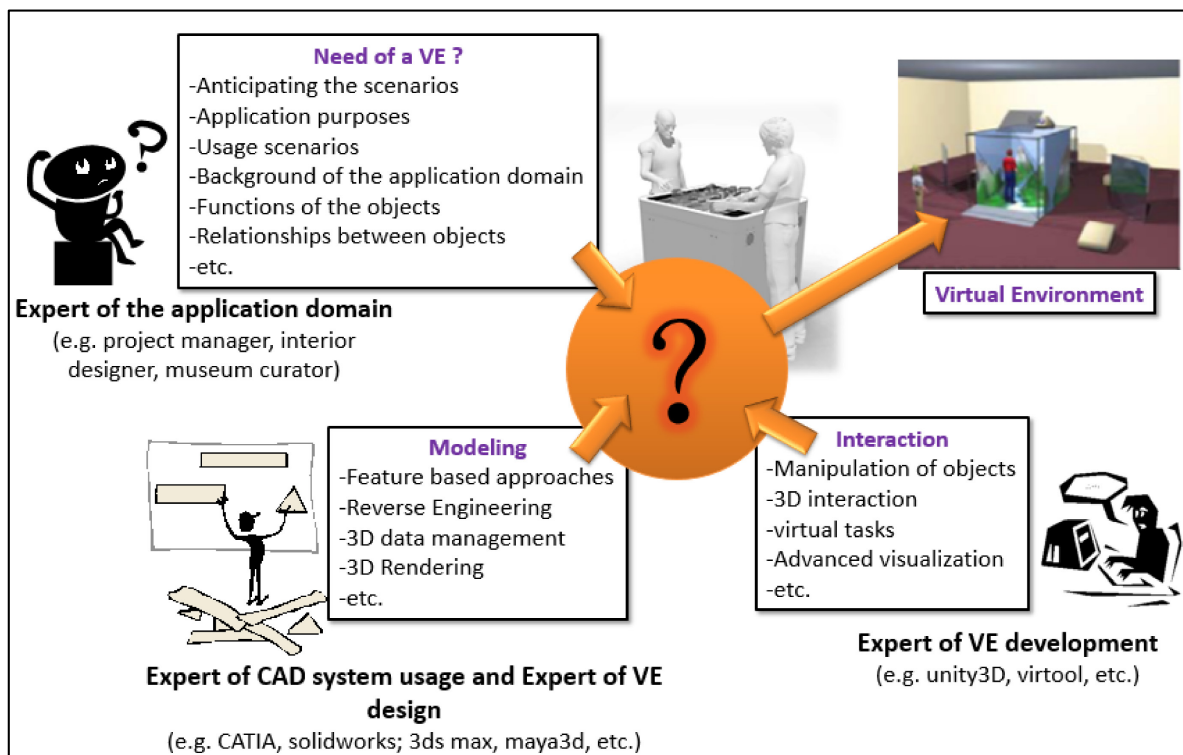 Need of a VE ?
-Anticipating the scenarios
-Application purposes
-Usage scenarios
-Background of the application domain
-Functions of the objects
-Relationships between objects
-etc.
?
Expert of the application domain
(e.g. project manager, interior
designer, museum curator)
Virtual Environment
?
Modeling
-Feature based approaches
-Reverse Engineering
-3D data management
-3D Rendering
-etc.
Expert of CAD system usage and Expert of VE
design
(e.g. CATIA, solidworks; 3ds max, maya3d, etc.)
Interaction
-Manipulation of objects
-3D interaction
-virtual tasks
-Advanced visualization
-etc.
Expert of VE development
(e.g. unity3D, virtool, etc.)